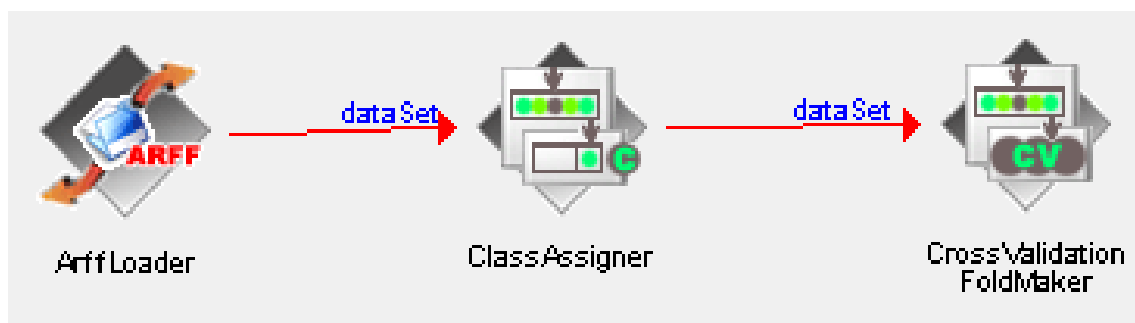 dataSet
dataSet
ARFF
C
CV
ArffLoader
ClassAssigner
CrossValidation
FoldMaker